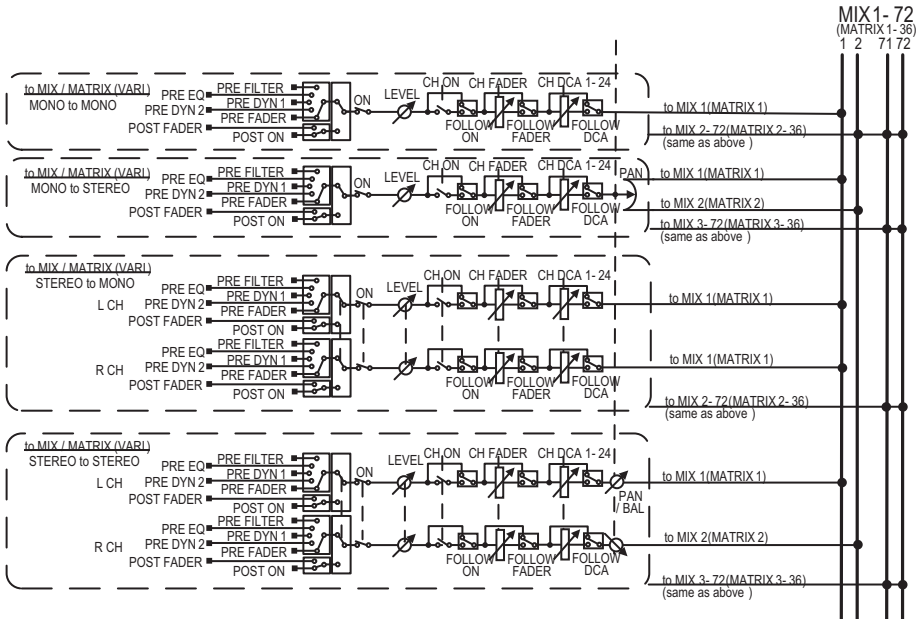 MIX1- 72
(MATRIX 1- 36)
1 2 71 72
to MIX / MATRIX (VARI)
MONO to MONO
PRE FILTER
PRE EQ
PRE DYN 1
PRE DYN 2
PRE FADER
POST FADER
POST ON
ON
LEVEL
CH ON
CH FADER
CH DCA 1- 24
FOLLOW ON
FOLLOW FADER
FOLLOW DCA
to MIX 1(MATRIX 1)
to MIX 2- 72(MATRIX 2- 36)
(same as above )
to MIX / MATRIX (VARI)
MONO to STEREO
PRE FILTER
PRE EQ
PRE DYN 1
PRE DYN 2
PRE FADER
POST FADER
POST ON
ON
LEVEL
CH ON
CH FADER
CH DCA 1- 24
PAN
FOLLOW ON
FOLLOW FADER
FOLLOW DCA
to MIX 1(MATRIX 1)
to MIX 2(MATRIX 2)
to MIX 3- 72(MATRIX 3- 36)
(same as above )
to MIX / MATRIX (VARI)
STEREO to MONO
L CH
PRE FILTER
PRE EQ
PRE DYN 1
PRE DYN 2
PRE FADER
POST FADER
POST ON
ON
LEVEL
CH ON
CH FADER
CH DCA 1- 24
to MIX 1(MATRIX 1)
R CH
PRE FILTER
PRE EQ
PRE DYN 1
PRE DYN 2
PRE FADER
POST FADER
POST ON
FOLLOW ON
FOLLOW FADER
FOLLOW DCA
to MIX 1(MATRIX 1)
to MIX 2- 72(MATRIX 2- 36)
(same as above )
to MIX / MATRIX (VARI)
STEREO to STEREO
L CH
PRE FILTER
PRE EQ
PRE DYN 1
PRE DYN 2
PRE FADER
POST FADER
POST ON
ON
LEVEL
CH ON
CH FADER
CH DCA 1- 24
PAN
/ BAL
to MIX 1(MATRIX 1)
R CH
PRE FILTER
PRE EQ
PRE DYN 1
PRE DYN 2
PRE FADER
POST FADER
POST ON
FOLLOW ON
FOLLOW FADER
FOLLOW DCA
to MIX 2(MATRIX 2)
to MIX 3- 72(MATRIX 3- 36)
(same as above )